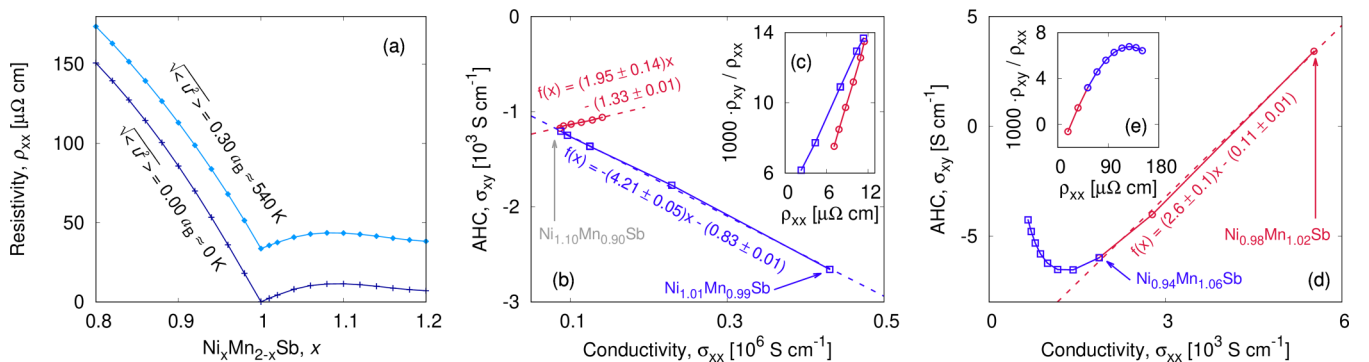 (a)
Resistivity, ρxx [μΩ cm]
150
100
50
0
√<u²> = 0.30 aB ≈ 540 K
√<u²> = 0.00 aB ≈ 0 K
0.8
0.9
1
1.1
1.2
NixMn2-xSb, x
AHC, σxy [10³ S cm⁻¹]
0
-1
-2
-3
f(x) = (1.95 ± 0.14)x
- (1.33 ± 0.01)
f(x) = -(4.21 ± 0.05)x - (0.83 ± 0.01)
Ni1.10Mn0.90Sb
Ni1.01Mn0.99Sb
(b)
0.1
0.3
0.5
Conductivity, σxx [10⁶ S cm⁻¹]
(c)
1000 ·ρxy / ρxx
14
12
10
8
6
0
4
8
12
ρxx [μΩ cm]
AHC, σxy [S cm⁻¹]
5
0
-5
f(x) = (2.6 ± 0.1)x - (0.11 ± 0.01)
Ni0.98Mn1.02Sb
Ni0.94Mn1.06Sb
(d)
0
2
4
6
Conductivity, σxx [10³ S cm⁻¹]
1000 ·ρxy / ρxx
8
4
0
(e)
0
90
180
ρxx [μΩ cm]